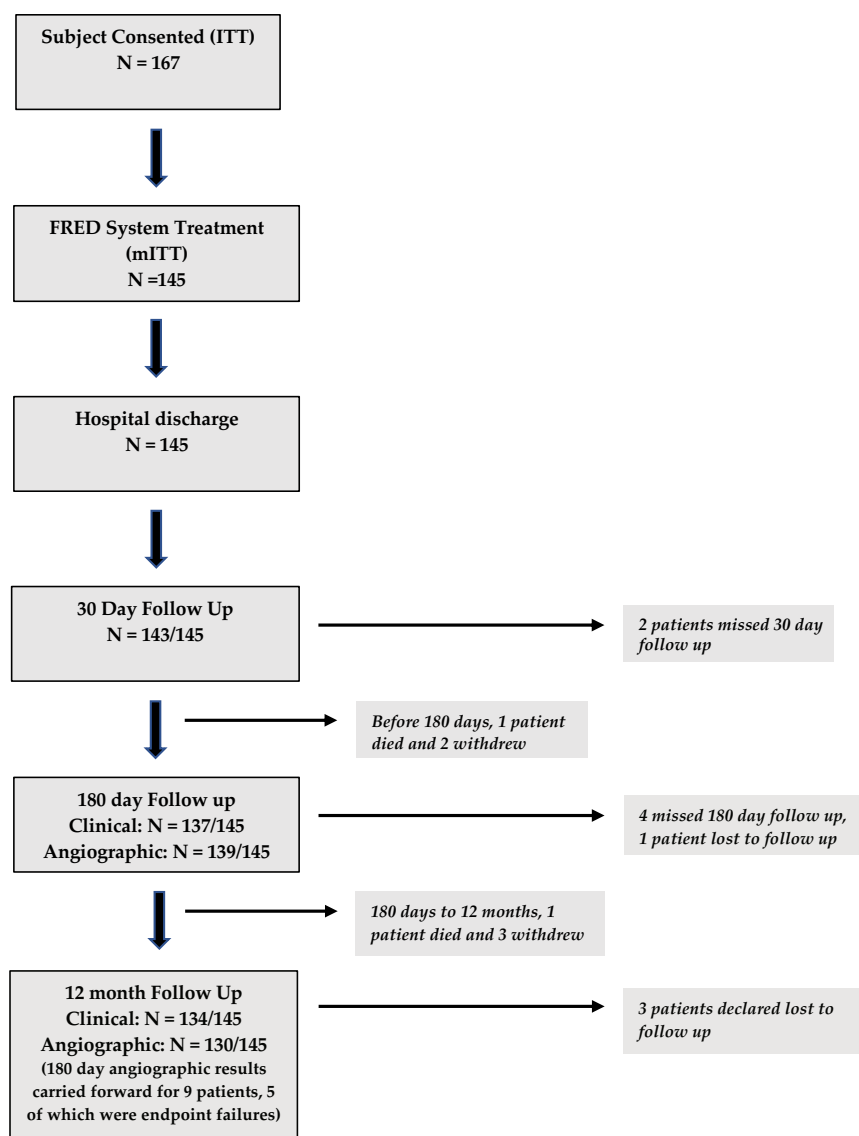 Subject Consented (ITT)
N = 167
FRED System Treatment
(mITT)
N =145
Hospital discharge
N = 145
30 Day Follow Up
N = 143/145
2 patients missed 30 day
follow up
Before 180 days, 1 patient
died and 2 withdrew
180 day Follow up
Clinical: N = 137/145
Angiographic: N = 139/145
4 missed 180 day follow up,
1 patient lost to follow up
180 days to 12 months, 1
patient died and 3 withdrew
12 month Follow Up
Clinical: N = 134/145
Angiographic: N = 130/145
(180 day angiographic results
carried forward for 9 patients, 5
of which were endpoint failures)
3 patients declared lost to
follow up